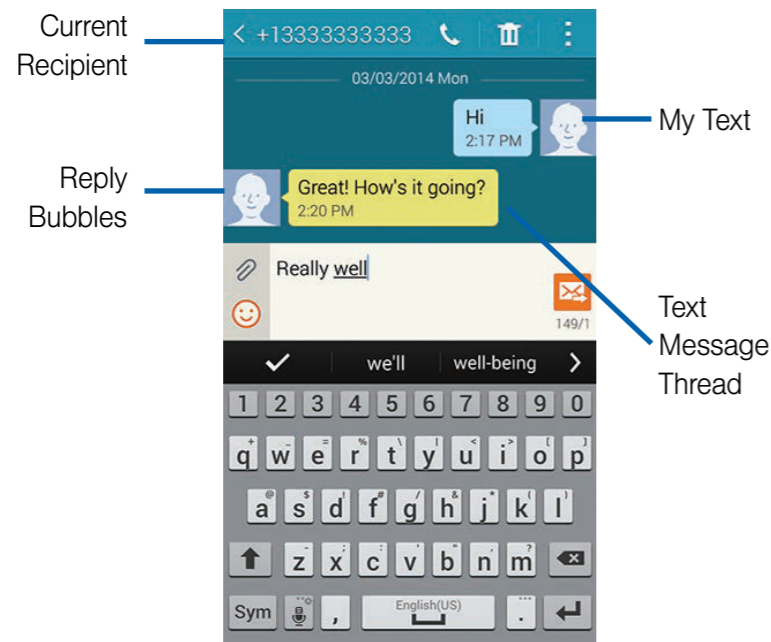 Current
Recipient
+13333333333
03/03/2014 Mon
Hi
2:17 PM
My Text
Reply
Bubbles
Great! How's it going?
2:20 PM
Really well
149/1
Text
Message
Thread
we'll
well-being
1 2 3 4 5 6 7 8 9 0
+ - = % \ | < > [ ]
q w e r t y u i o p
@ $ ! # / & * ( )
a s d f g h j k l
- ; : ' " , ?
z x c v b n m
Sym , English(US) .